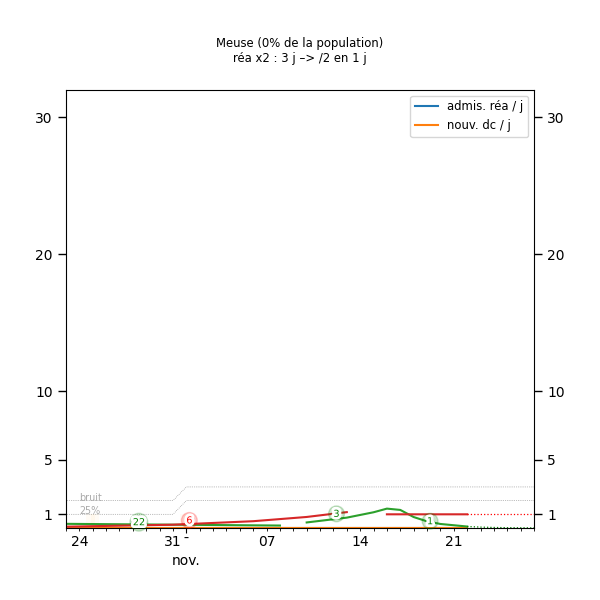 Meuse (0% de la population)
réa x2 : 3 j –> /2 en 1 j
admis. réa / j
nouv. dc / j
30 30
20 20
10 10
5 5
bruit
25%
1 1
22 6 3 1
24 31 - 07 14 21
nov.